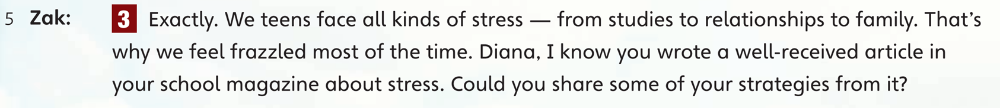 5 Zak: 3 Exactly. We teens face all kinds of stress — from studies to relationships to family. That’s
why we feel frazzled most of the time. Diana, I know you wrote a well-received article in
your school magazine about stress. Could you share some of your strategies from it?